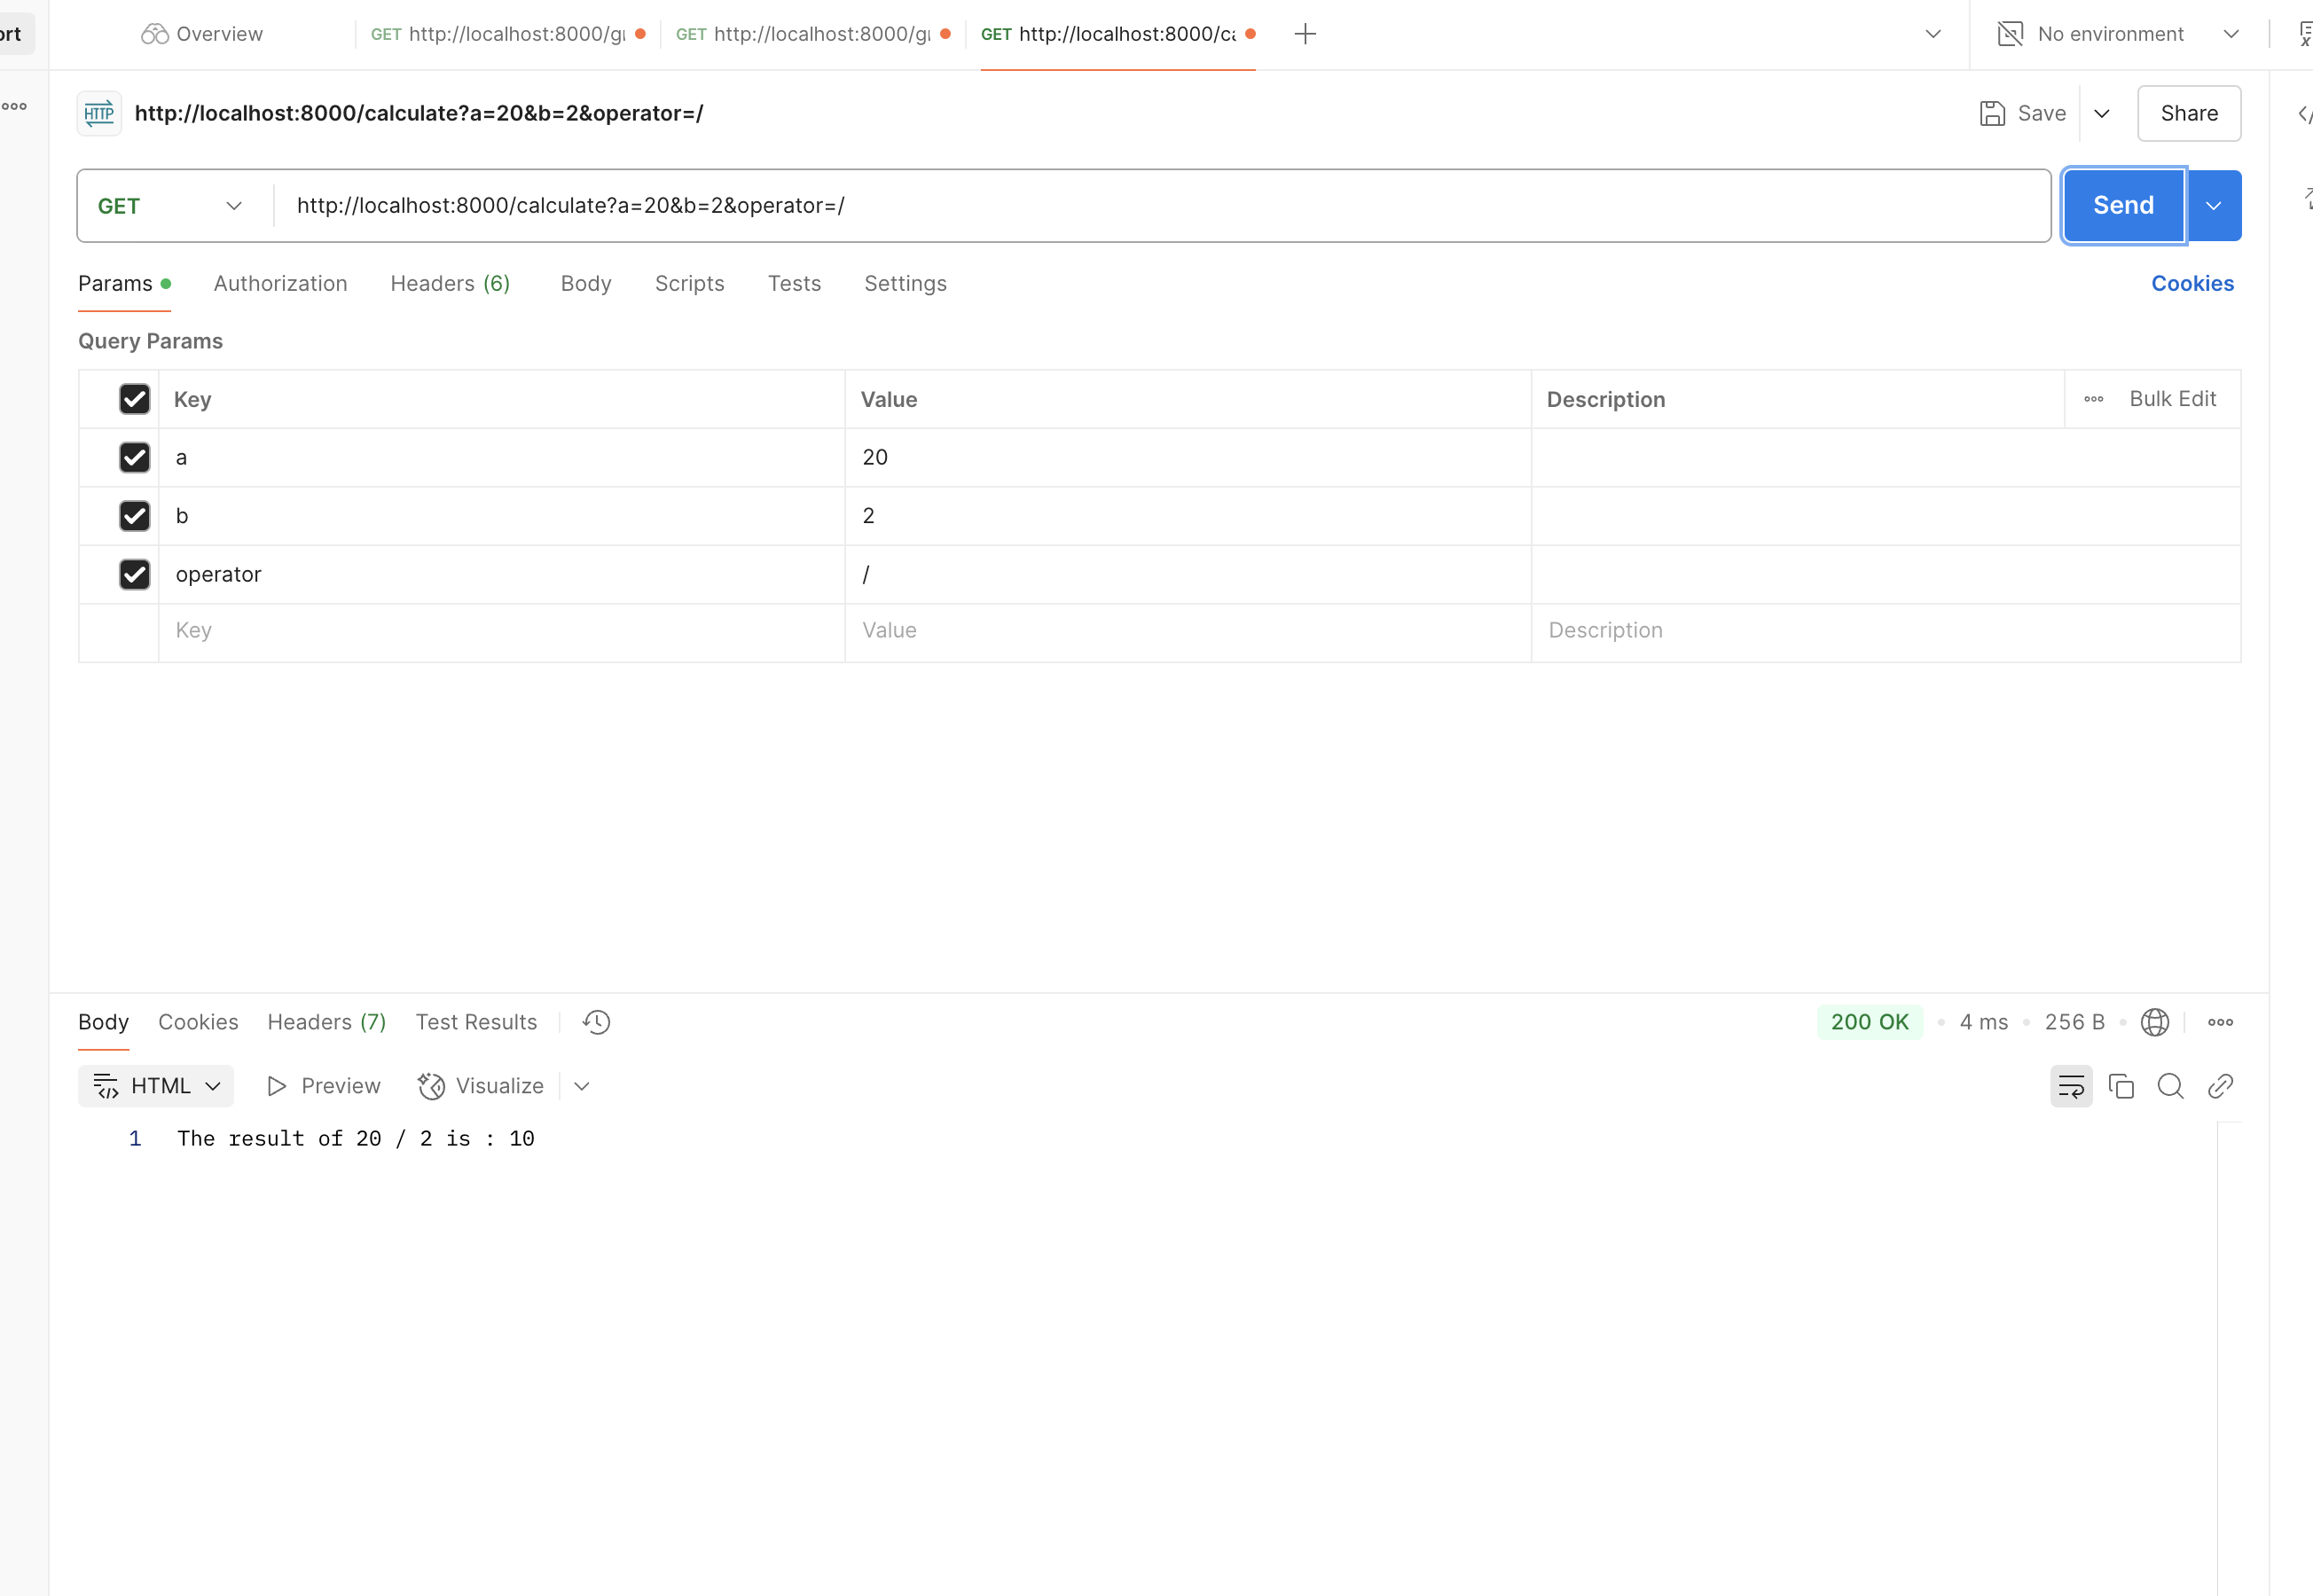 ort
Overview
GET http://localhost:8000/g
GET http://localhost:8000/g
GET http://localhost:8000/ca
No environment
HTTP http://localhost:8000/calculate?a=20&b=2&operator=/
Save
Share
GET http://localhost:8000/calculate?a=20&b=2&operator=/
Send
Params Authorization Headers (6) Body Scripts Tests Settings Cookies
Query Params
Key Value Description Bulk Edit
a 20
b 2
operator /
Key Value Description
Body Cookies Headers (7) Test Results 200 OK 4 ms 256 B
HTML Preview Visualize
1 The result of 20 / 2 is : 10